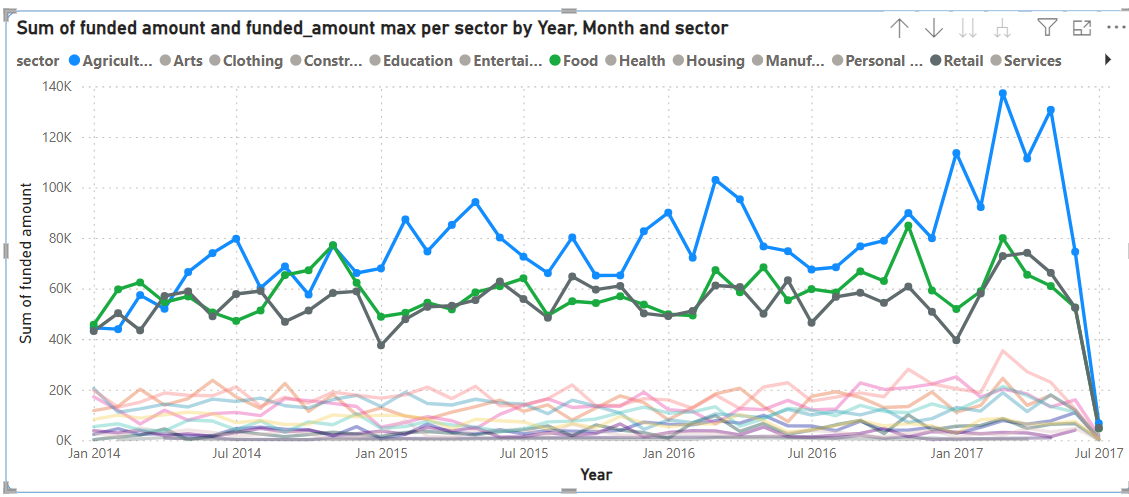 Sum of funded amount and funded_amount max per sector by Year, Month and sector
sector Agricult... Arts Clothing Constr... Education Entertai... Food Health Housing Manuf... Personal ... Retail Services
140K
120K
100K
80K
60K
40K
20K
0K
Sum of funded amount
Jan 2014 Jul 2014 Jan 2015 Jul 2015 Jan 2016 Jul 2016 Jan 2017 Jul 2017
Year